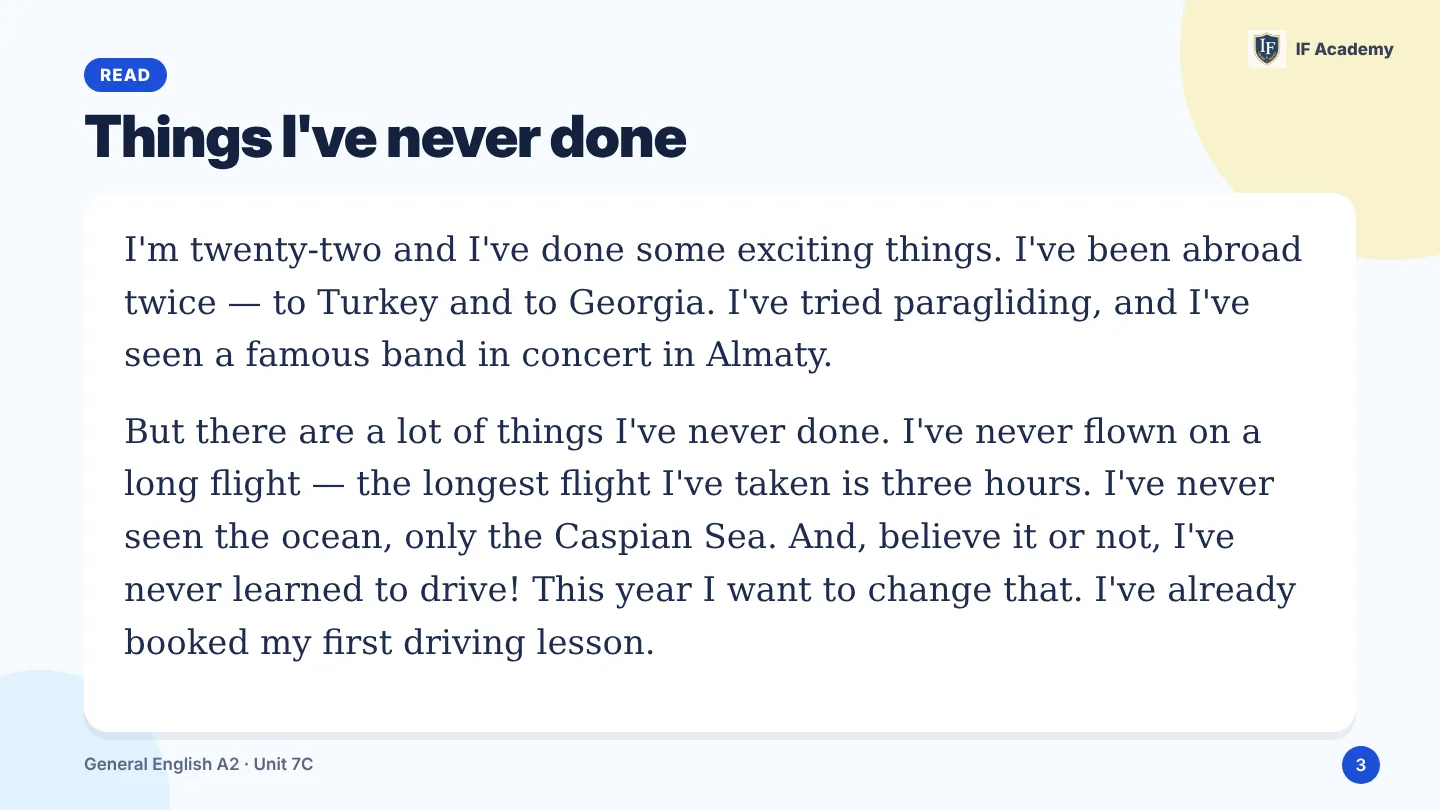 IF
IF Academy
READ
Things I've never done
I'm twenty-two and I've done some exciting things. I've been abroad
twice — to Turkey and to Georgia. I've tried paragliding, and I've
seen a famous band in concert in Almaty.
But there are a lot of things I've never done. I've never flown on a
long flight — the longest flight I've taken is three hours. I've never
seen the ocean, only the Caspian Sea. And, believe it or not, I've
never learned to drive! This year I want to change that. I've already
booked my first driving lesson.
General English A2 · Unit 7C
3